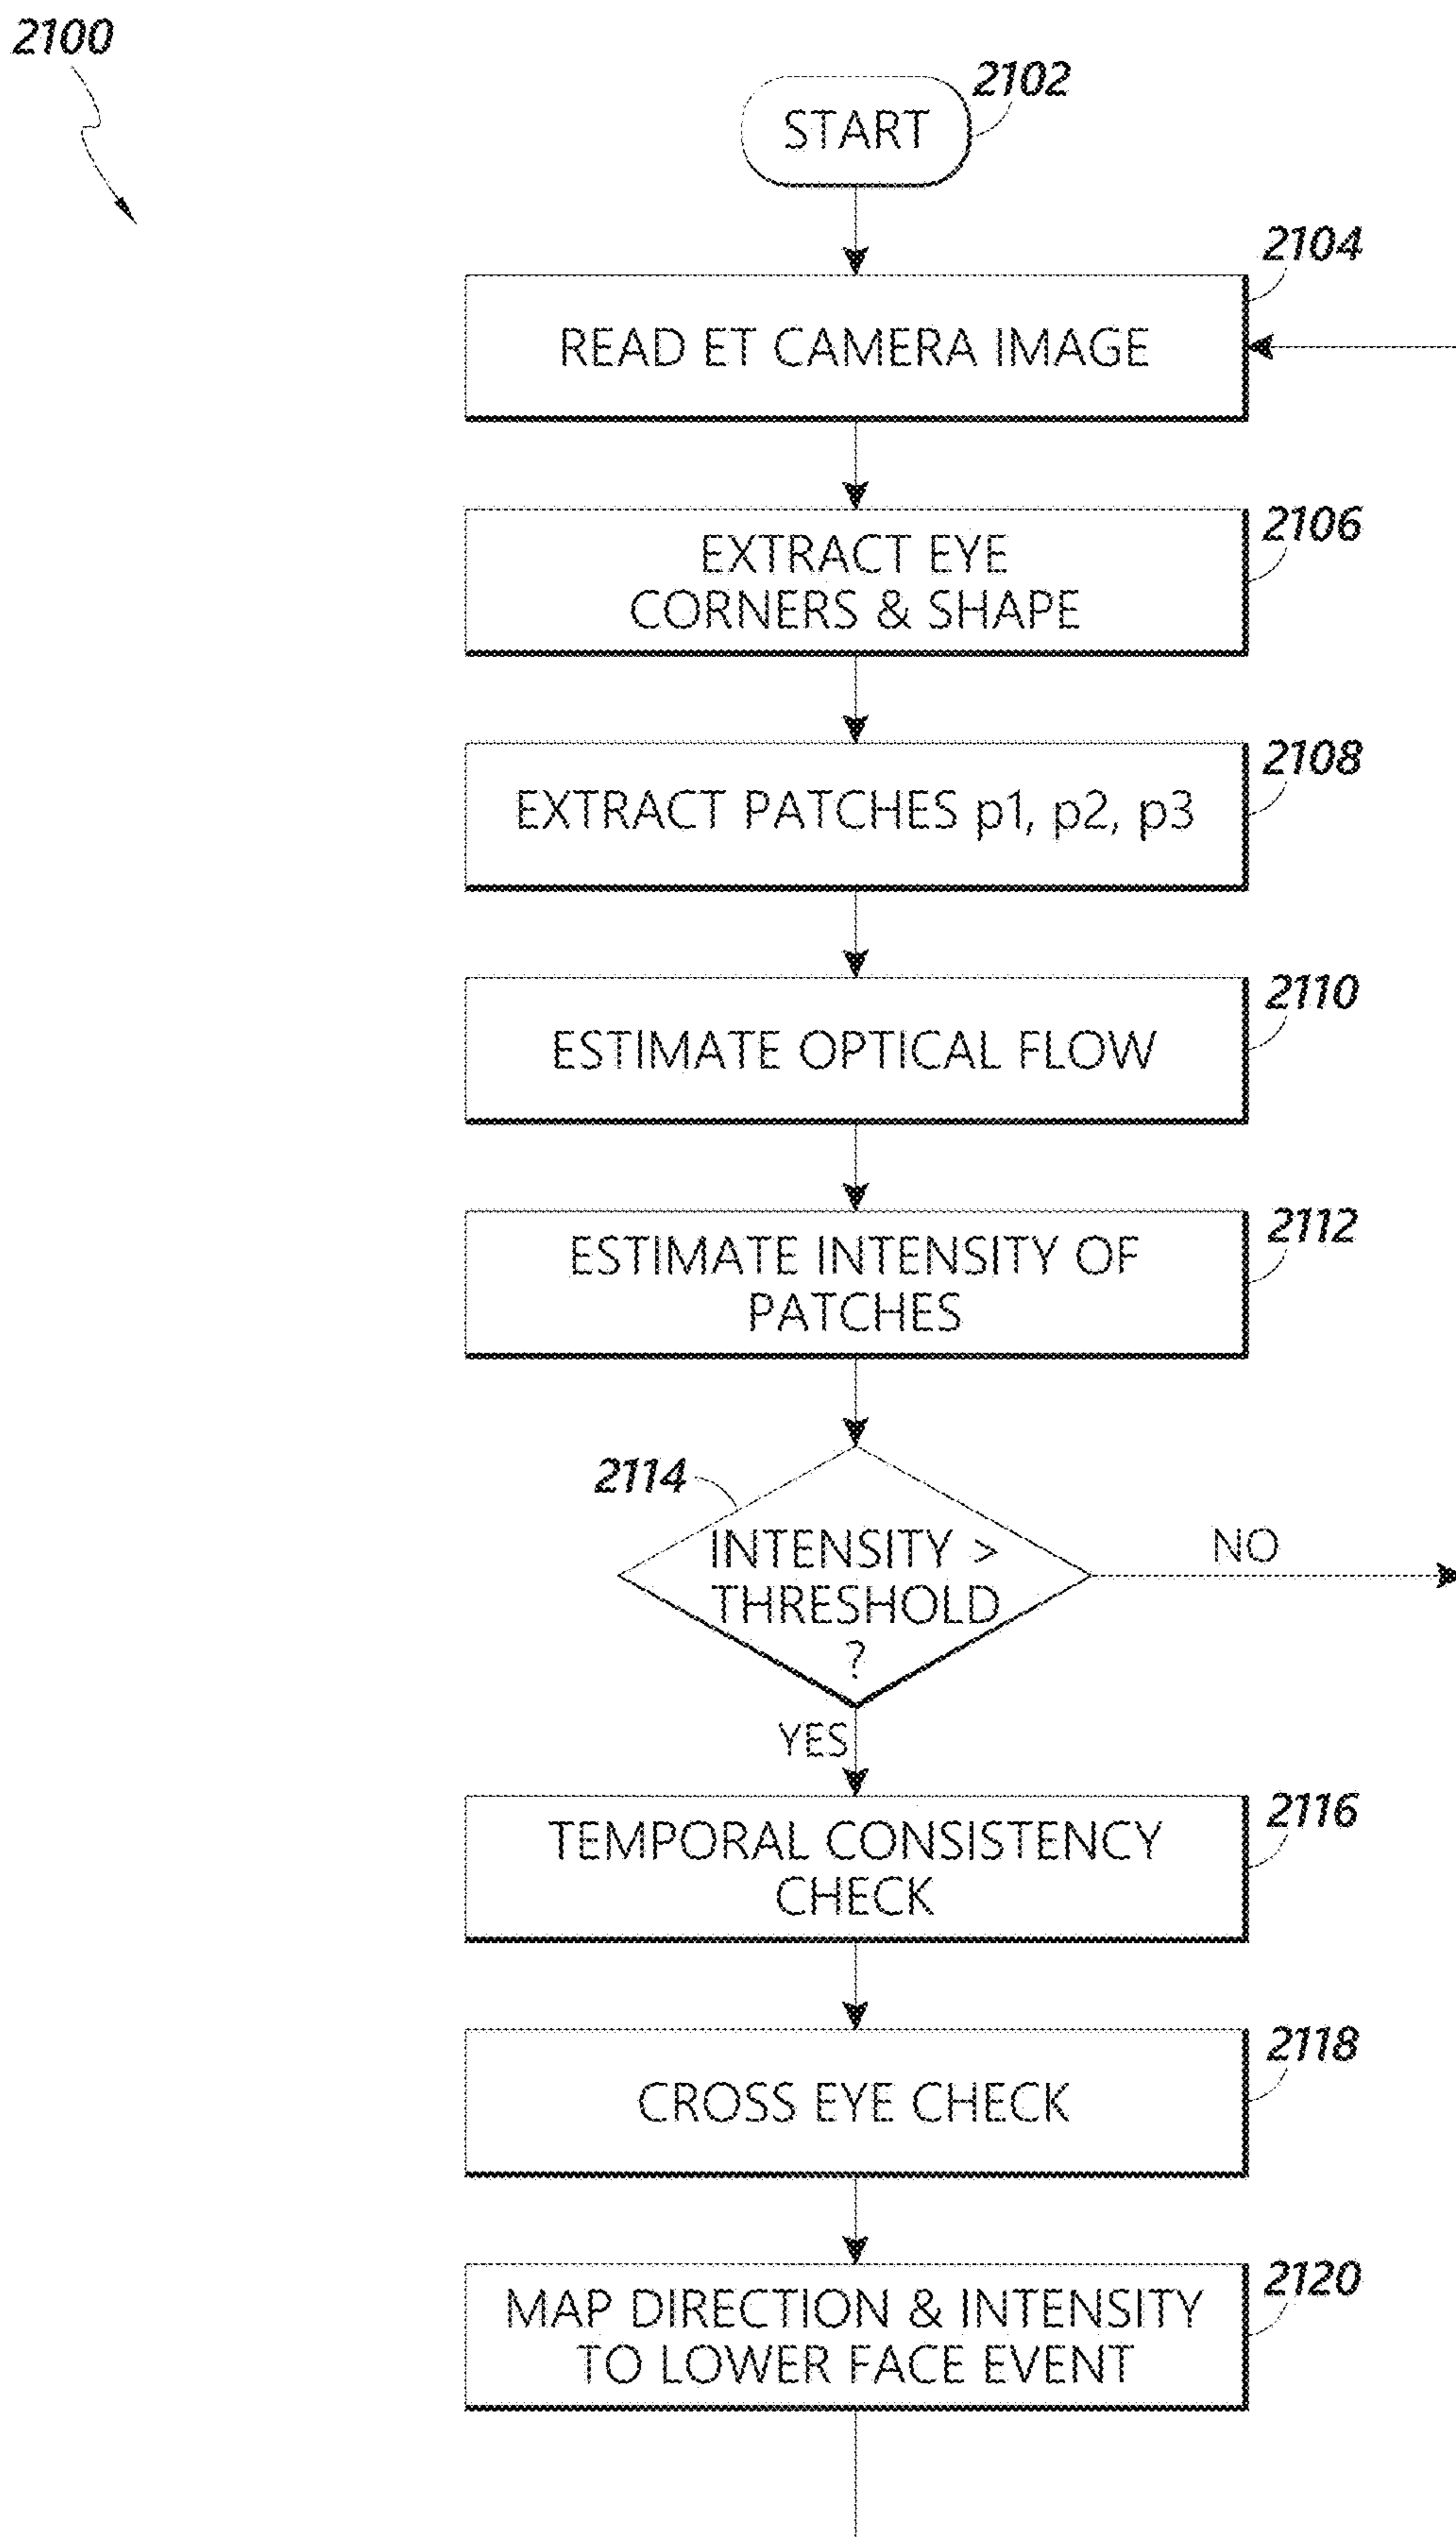 2100
2102
START
2104
READ ET CAMERA IMAGE
2106
EXTRACT EYE
CORNERS & SHAPE
2108
EXTRACT PATCHES p1, p2, p3
2110
ESTIMATE OPTICAL FLOW
2112
ESTIMATE INTENSITY OF
PATCHES
2114
INTENSITY >
THRESHOLD
?
NO
YES
2116
TEMPORAL CONSISTENCY
CHECK
2118
CROSS EYE CHECK
2120
MAP DIRECTION & INTENSITY
TO LOWER FACE EVENT